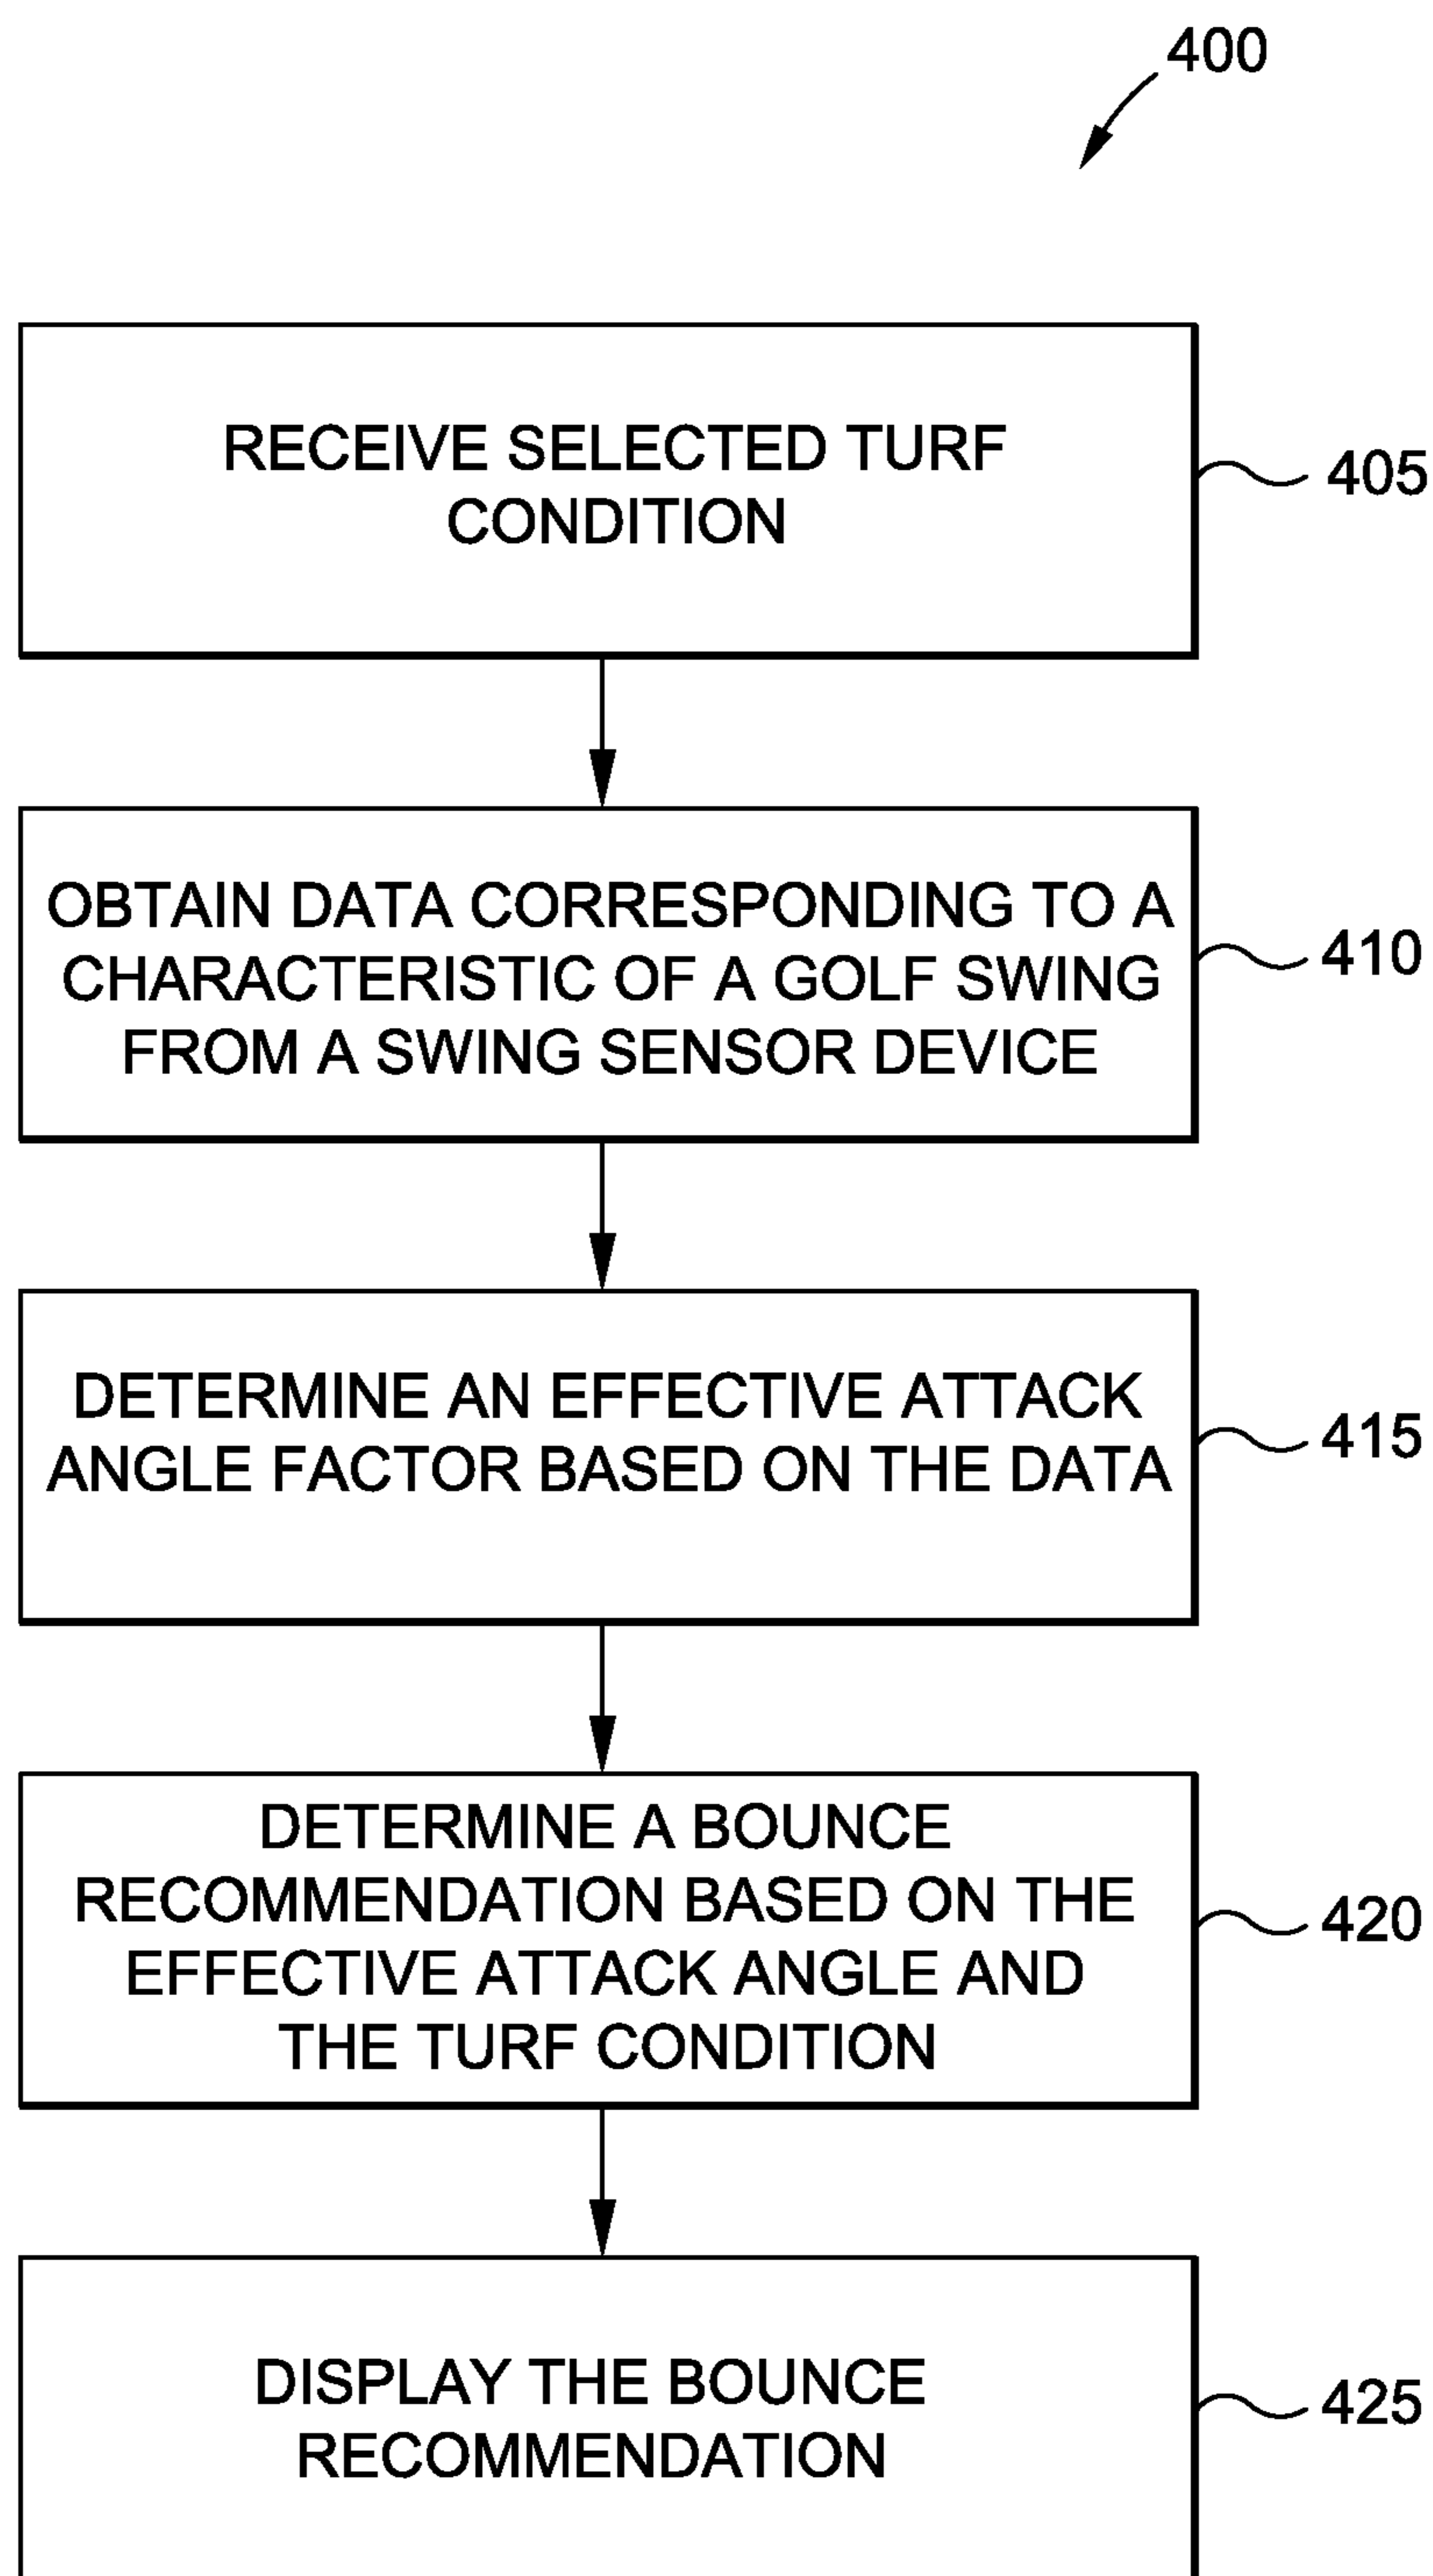 400
RECEIVE SELECTED TURF
CONDITION
405
OBTAIN DATA CORRESPONDING TO A
CHARACTERISTIC OF A GOLF SWING
FROM A SWING SENSOR DEVICE
410
DETERMINE AN EFFECTIVE ATTACK
ANGLE FACTOR BASED ON THE DATA
415
DETERMINE A BOUNCE
RECOMMENDATION BASED ON THE
EFFECTIVE ATTACK ANGLE AND
THE TURF CONDITION
420
DISPLAY THE BOUNCE
RECOMMENDATION
425